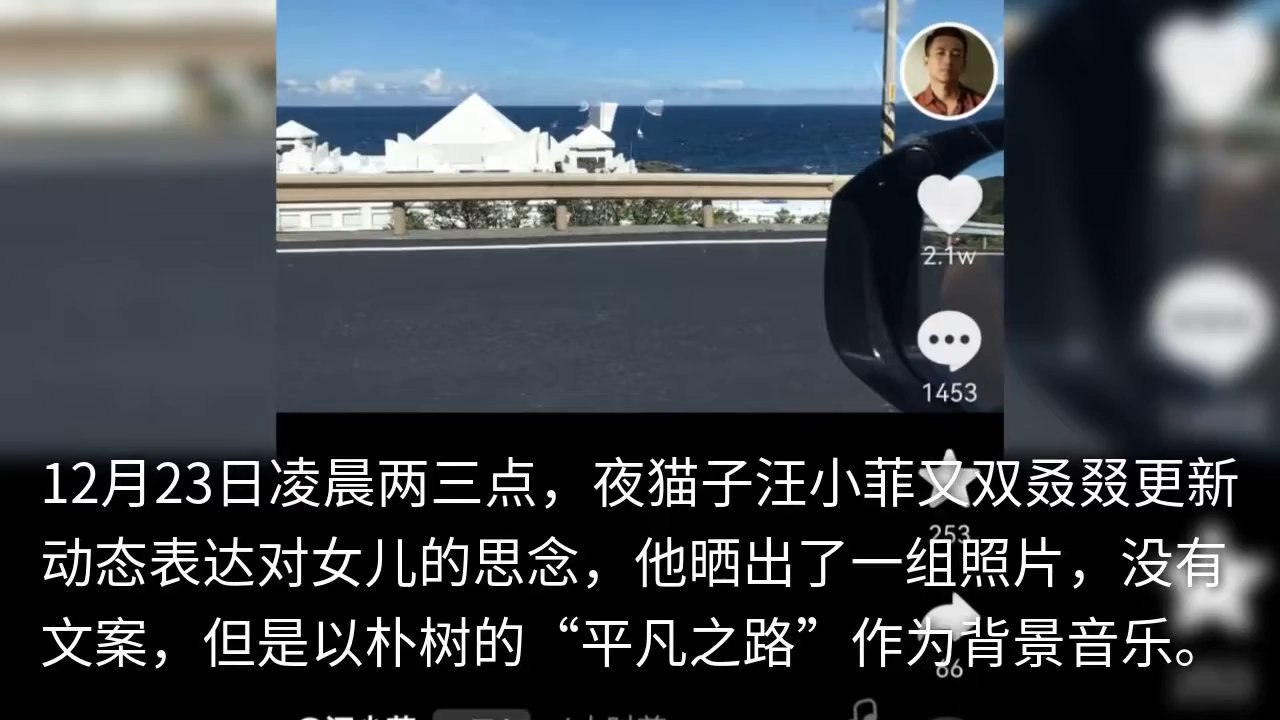 2.1w
1453
12月23日凌晨两三点，夜猫子汪小菲又双叒叕更新
253
动态表达对女儿的思念，他晒出了一组照片，没有
文案，但是以朴树的“平凡之路”作为背景音乐。
66